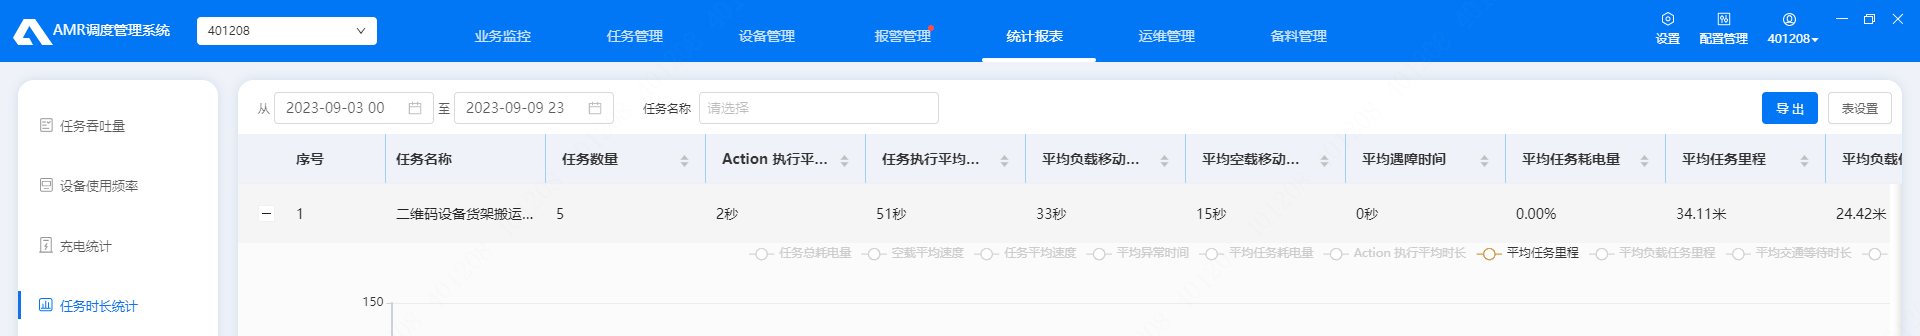 AMR调度管理系统
401208
业务监控
任务管理
设备管理
报警管理
统计报表
运维管理
备料管理
设置
配置管理
401208
任务吞吐量
设备使用频率
充电统计
任务时长统计
从 2023-09-03 00 至 2023-09-09 23 任务名称 请选择 导 出 表设置
序号 任务名称 任务数量 Action 执行平... 任务执行平均... 平均负载移动... 平均空载移动... 平均遇障时间 平均任务耗电量 平均任务里程 平均负载
1 二维码设备货架搬运... 5 2秒 51秒 33秒 15秒 0秒 0.00% 34.11米 24.42米
任务总耗电量 空载平均速度 任务平均速度 平均异常时间 平均任务耗电量 Action 执行平均时长 平均任务里程 平均负载任务里程 平均交通等待时长
150